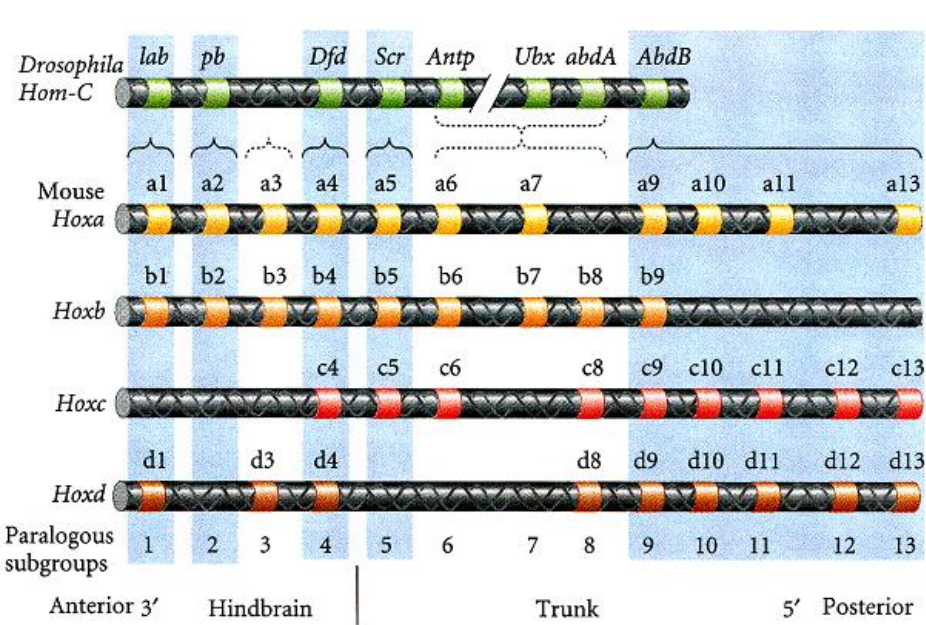 lab pb Dfd Scr Antp Ubx abdA AbdB
Drosophila
Hom-C
a1 a2 a3 a4 a5 a6 a7 a9 a10 a11 a13
Mouse
Hoxa
b1 b2 b3 b4 b5 b6 b7 b8 b9
Hoxb
c4 c5 c6 c8 c9 c10 c11 c12 c13
Hoxc
d1 d3 d4 d8 d9 d10 d11 d12 d13
Hoxd
Paralogous
subgroups
1 2 3 4 5 6 7 8 9 10 11 12 13
Anterior 3′ Hindbrain Trunk 5′ Posterior